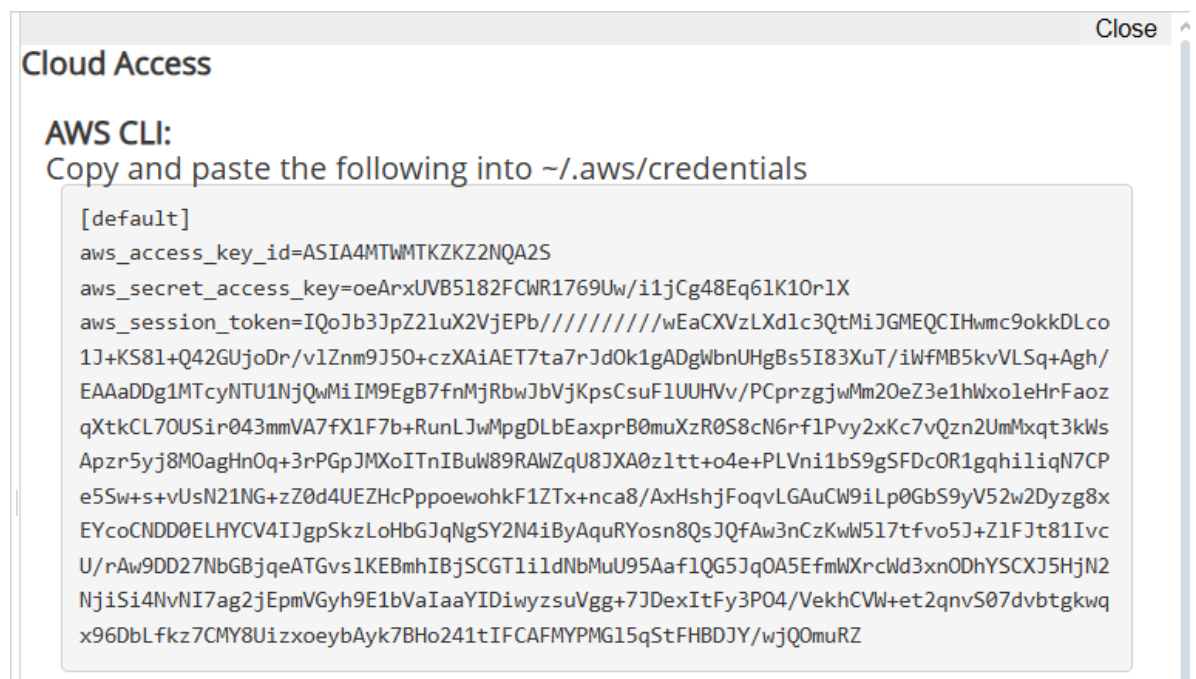 Close
Cloud Access
AWS CLI:
Copy and paste the following into ~/.aws/credentials
[default]
aws_access_key_id=ASIA4MTWMTKZKZ2NQA2S
aws_secret_access_key=oeArxUVB5l82FCWR1769Uw/i1jCg48Eq6lK1OrlX
aws_session_token=IQoJb3JpZ2luX2VjEPb//////////wEaCXVzLXdlc3QtMiJGMEQCIHwmc9okkDLco
1J+KS8l+Q42GUjoDr/vlZnm9J5O+czXAiAET7ta7rJdOk1gADgWbnUHgBs5I83XuT/iWfMB5kvVLSq+Agh/
EAAaDDg1MTcyNTU1NjQwMiIM9EgB7fnMjRbwJbVjKpsCsuFlUUHVv/PCprzgjwMm2OeZ3e1hWxoleHrFaoz
qXtkCL7OUSir043mmVA7fXlF7b+RunLJwMpgDLbEaxprB0muXzR0S8cN6rflPvy2xKc7vQzn2UmMxqt3kWs
Apzr5yj8MOagHnOq+3rPGpJMXoITnIBuW89RAWZqU8JXA0zltt+o4e+PLVni1bS9gSFDcOR1gqhiliqN7CP
e5Sw+s+vUsN21NG+zZ0d4UEZHcPppoewohkF1ZTx+nca8/AxHshjFoqvLGAuCW9iLp0GbS9yV52w2Dyzg8x
EYcoCNDD0ELHYCV4IJgpSkzLoHbGJqNgSY2N4iByAquRYosn8QsJQfAw3nCzKwW5l7tfvo5J+ZlFJt81Ivc
U/rAw9DD27NbGBjqeATGvslKEBmhIBjSCGTlildNbMuU95AaflQG5JqOA5EfmWXrcWd3xnODhYSCXJ5HjN2
NjiSi4NvNI7ag2jEpmVGyh9E1bVaIaaYIDiwyzsuVgg+7JDexItFy3PO4/VekhCVW+et2qnvS07dvbtgkwq
x96DbLfkz7CMY8UizxoeybAyk7BHo241tIFCAFMYPMGl5qStFHBDJY/wjQOmuRZ